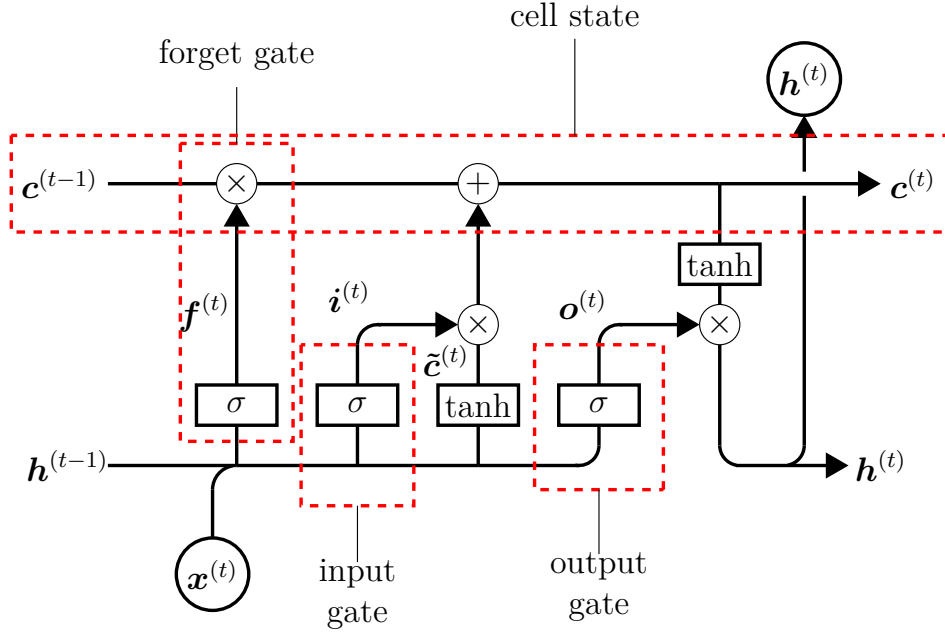 cell state
forget gate
h^(t)
×
c^(t−1)
+
c^(t)
tanh
f^(t)
i^(t)
o^(t)
×
×
c̃^(t)
σ
σ
tanh
σ
h^(t−1)
h^(t)
x^(t)
input
gate
output
gate